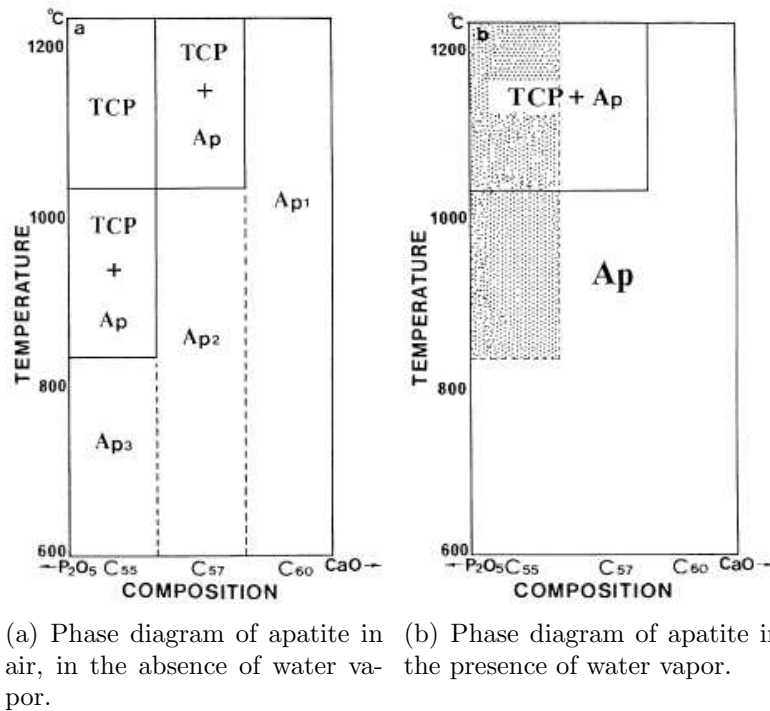 °C
a
1200
TCP
TCP
+
Ap
1000
TCP
+
Ap
Ap1
Ap2
800
Ap3
600
TEMPERATURE
←P₂O₅ C₅₅ C₅₇ C₆₀ CaO→
COMPOSITION
(a) Phase diagram of apatite in
air, in the absence of water va-
por.
°C
b
1200
TCP + Ap
1000
Ap
800
600
TEMPERATURE
←P₂O₅C₅₅ C₅₇ C₆₀ CaO→
COMPOSITION
(b) Phase diagram of apatite in
the presence of water vapor.